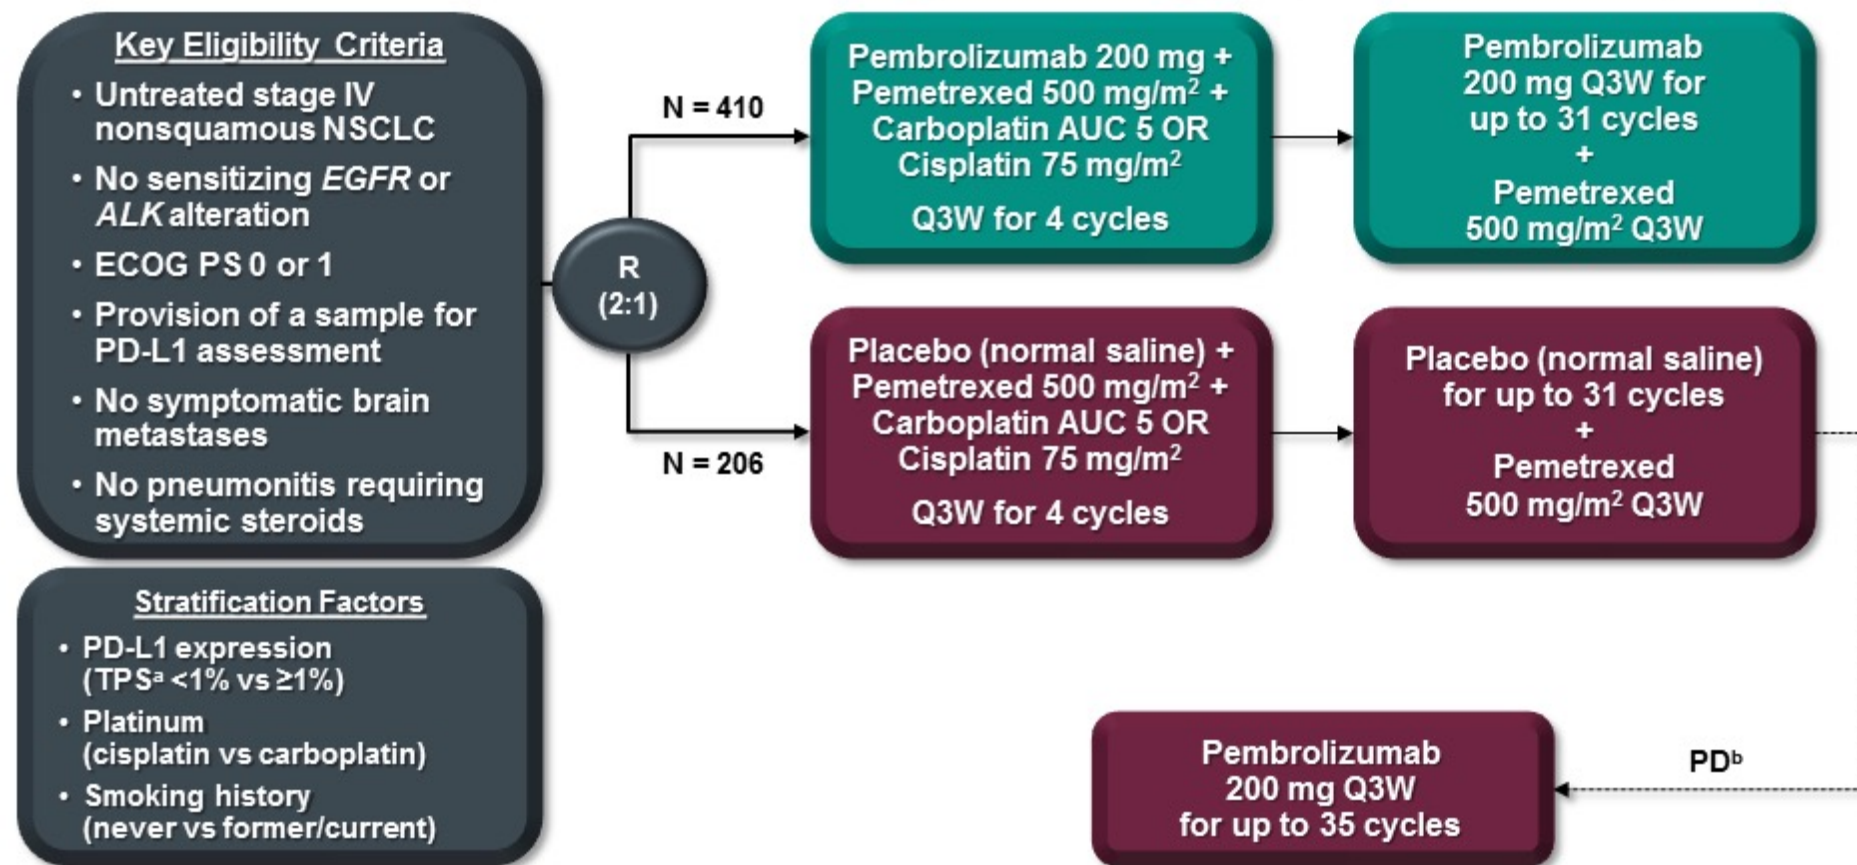 Key Eligibility Criteria
• Untreated stage IV
nonsquamous NSCLC
• No sensitizing EGFR or
ALK alteration
• ECOG PS 0 or 1
• Provision of a sample for
PD-L1 assessment
• No symptomatic brain
metastases
• No pneumonitis requiring
systemic steroids
Stratification Factors
• PD-L1 expression
(TPSᵃ <1% vs ≥1%)
• Platinum
(cisplatin vs carboplatin)
• Smoking history
(never vs former/current)
R
(2:1)
N = 410
Pembrolizumab 200 mg +
Pemetrexed 500 mg/m² +
Carboplatin AUC 5 OR
Cisplatin 75 mg/m²
Q3W for 4 cycles
Pembrolizumab
200 mg Q3W for
up to 31 cycles
+
Pemetrexed
500 mg/m² Q3W
N = 206
Placebo (normal saline) +
Pemetrexed 500 mg/m² +
Carboplatin AUC 5 OR
Cisplatin 75 mg/m²
Q3W for 4 cycles
Placebo (normal saline)
for up to 31 cycles
+
Pemetrexed
500 mg/m² Q3W
PDᵇ
Pembrolizumab
200 mg Q3W
for up to 35 cycles